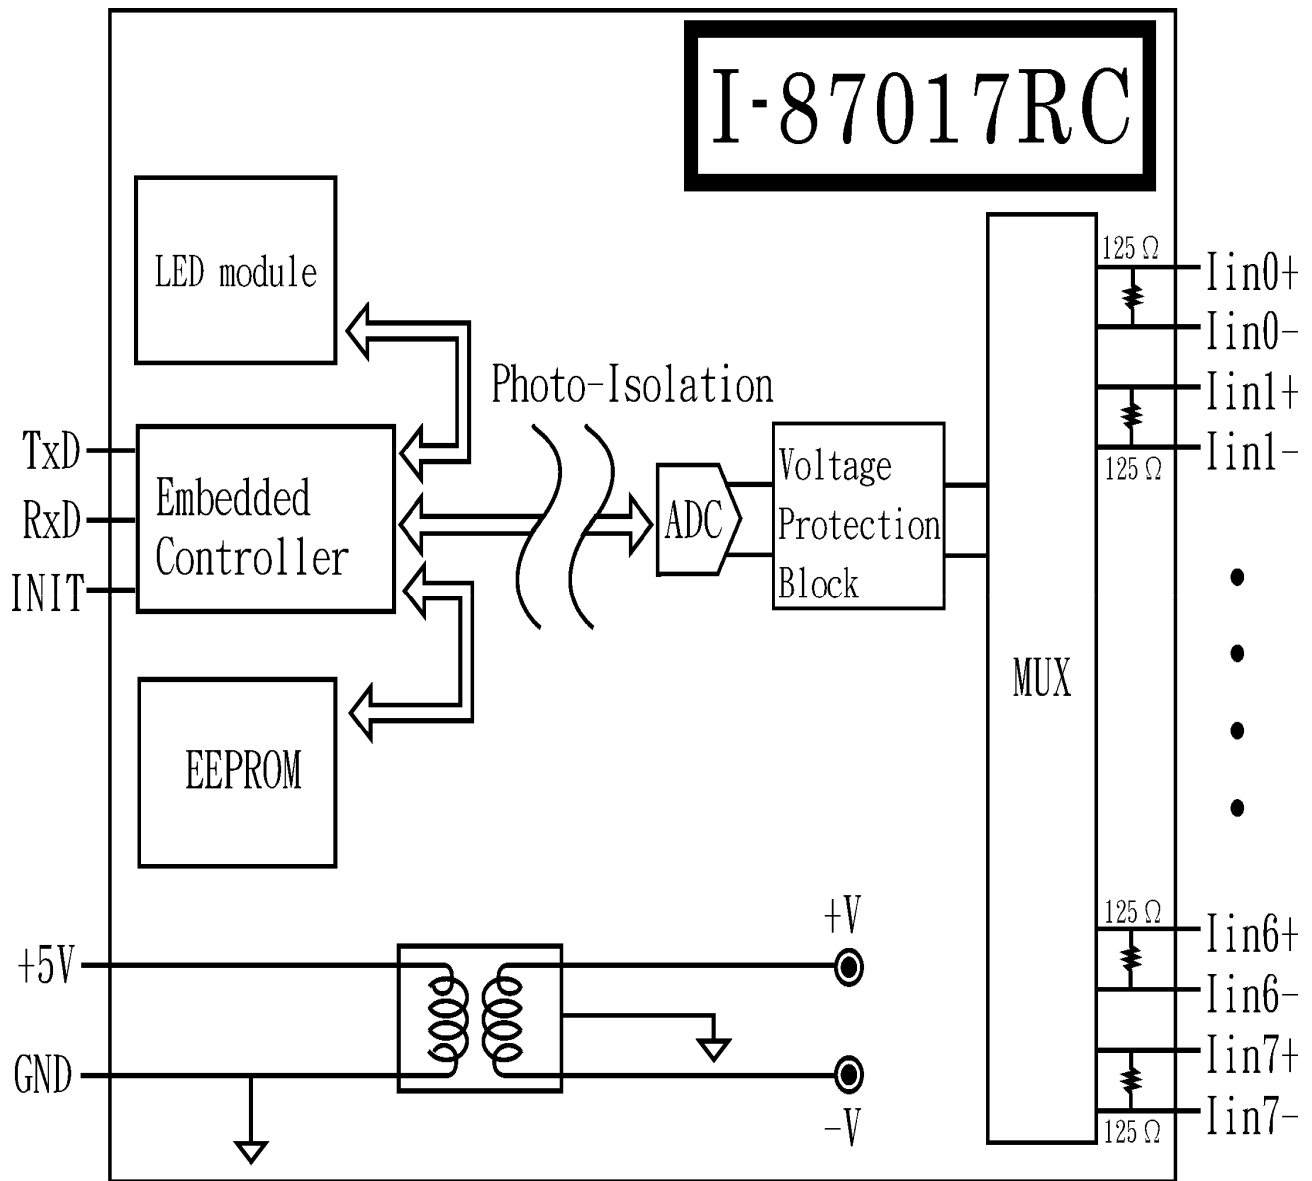 I-87017RC
LED module
125 Ω
Iin0+
Iin0-
Photo-Isolation
Iin1+
Iin1-
125 Ω
TxD
RxD
INIT
Embedded
Controller
ADC
Voltage
Protection
Block
MUX
EEPROM
125 Ω
Iin6+
Iin6-
Iin7+
Iin7-
125 Ω
+5V
GND
+V
-V